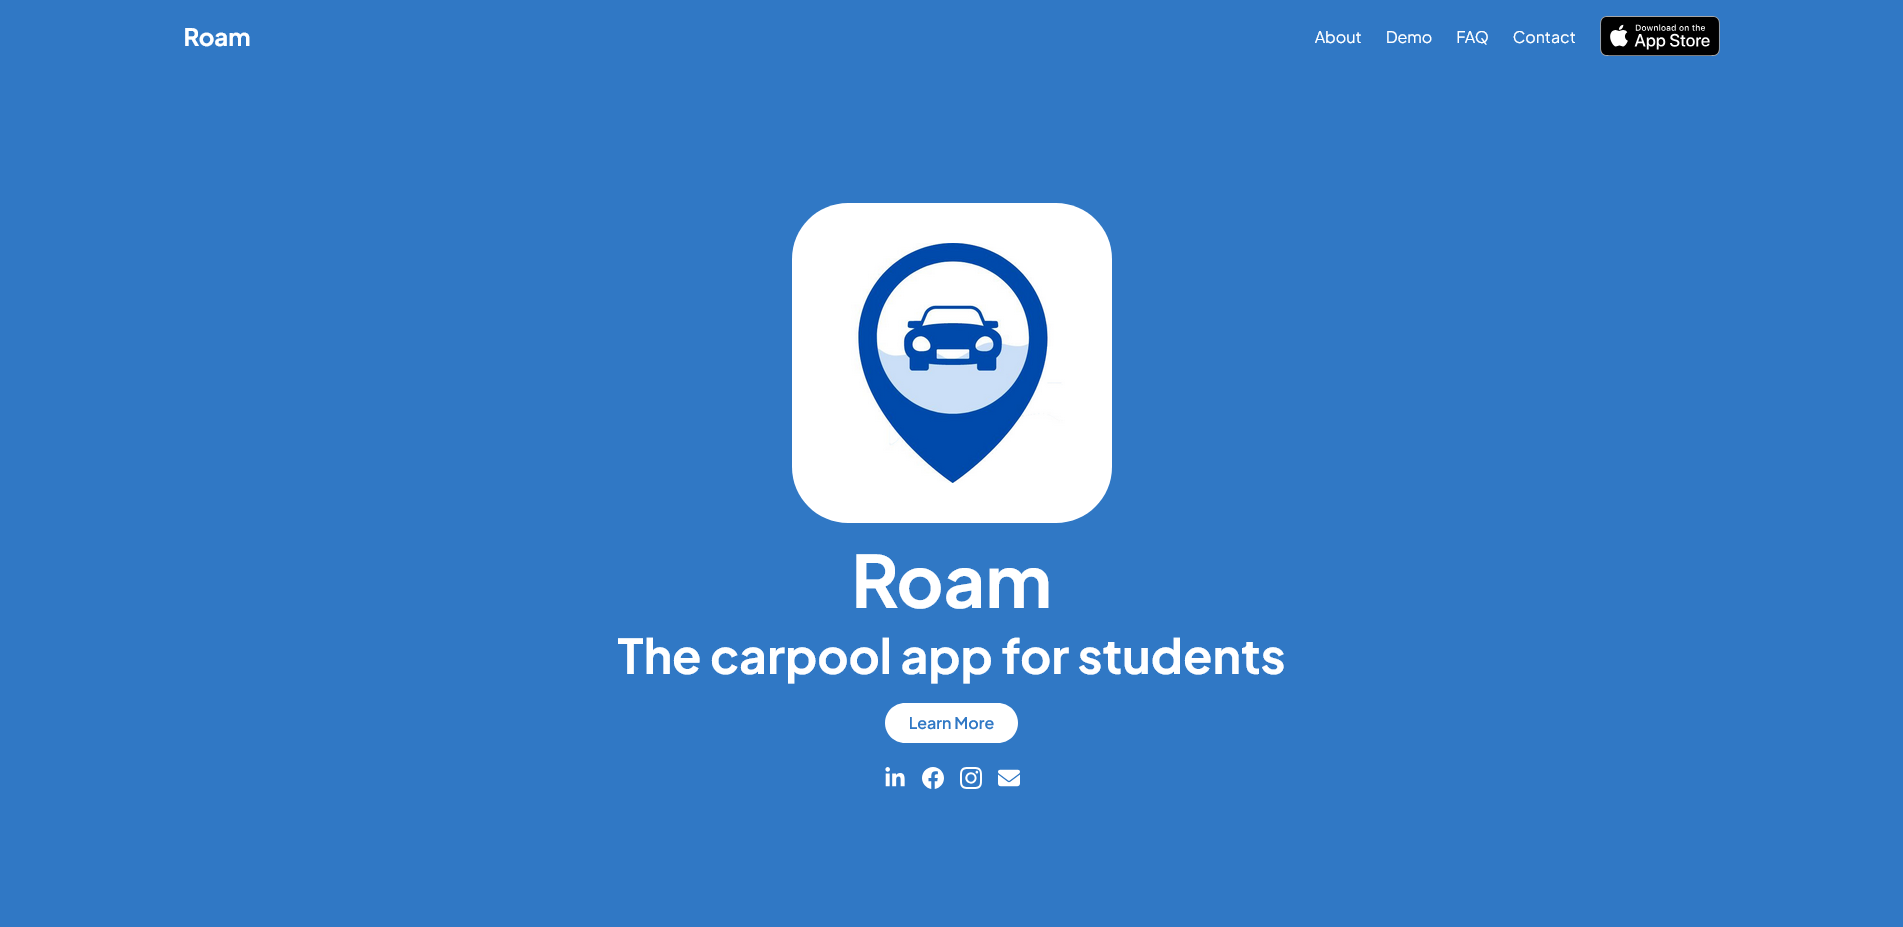 Roam
About
Demo
FAQ
Contact
Download on the
App Store
Roam
The carpool app for students
Learn More